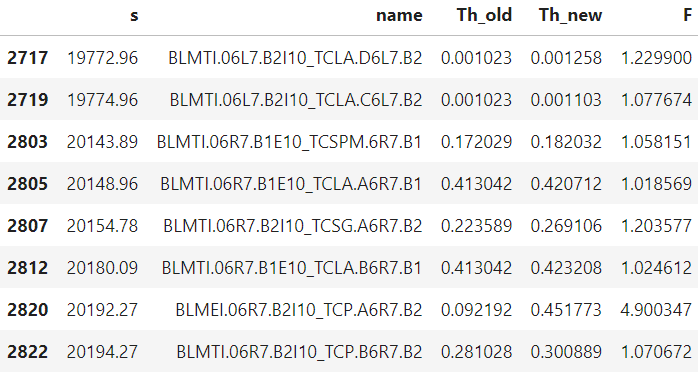 s name Th_old Th_new F
2717 19772.96 BLMTI.06L7.B2I10_TCLA.D6L7.B2 0.001023 0.001258 1.229900
2719 19774.96 BLMTI.06L7.B2I10_TCLA.C6L7.B2 0.001023 0.001103 1.077674
2803 20143.89 BLMTI.06R7.B1E10_TCSPM.6R7.B1 0.172029 0.182032 1.058151
2805 20148.96 BLMTI.06R7.B1E10_TCLA.A6R7.B1 0.413042 0.420712 1.018569
2807 20154.78 BLMTI.06R7.B2I10_TCSG.A6R7.B2 0.223589 0.269106 1.203577
2812 20180.09 BLMTI.06R7.B1E10_TCLA.B6R7.B1 0.413042 0.423208 1.024612
2820 20192.27 BLMEI.06R7.B2I10_TCP.A6R7.B2 0.092192 0.451773 4.900347
2822 20194.27 BLMTI.06R7.B2I10_TCP.B6R7.B2 0.281028 0.300889 1.070672